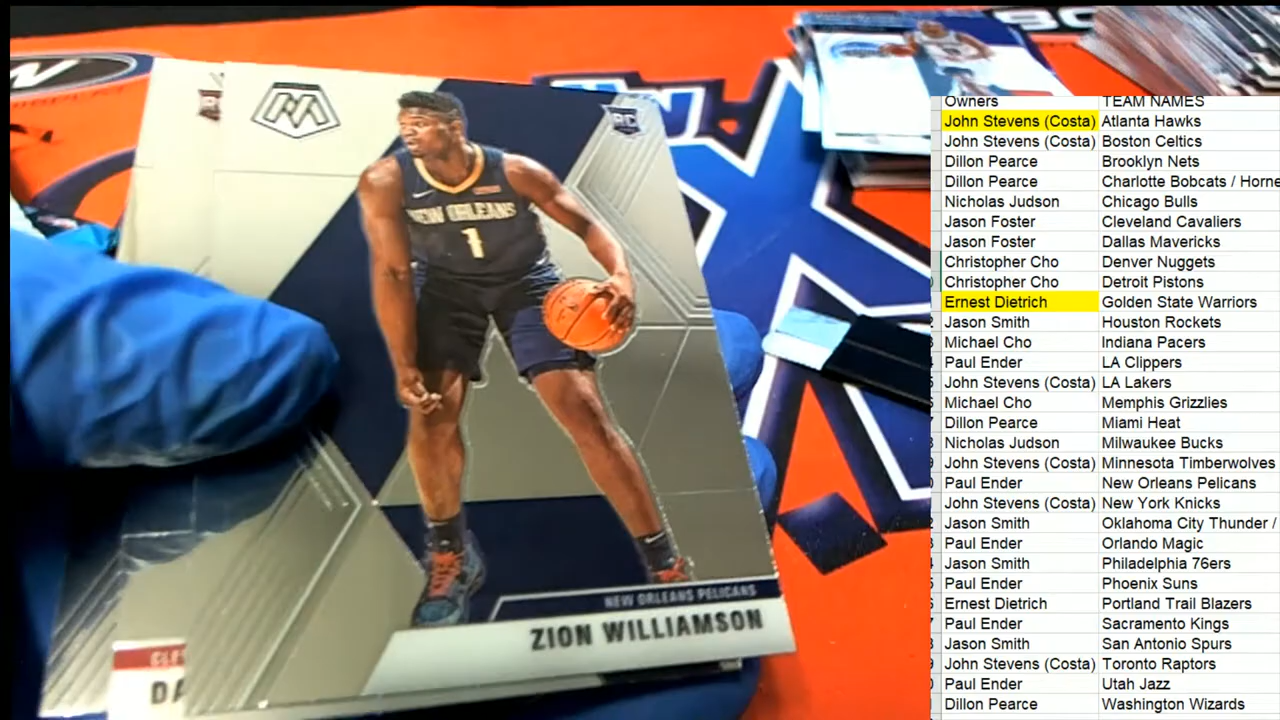 RC
NEW ORLEANS
1
NEW ORLEANS PELICANS
ZION WILLIAMSON
CLE
DA
Owners TEAM NAMES
John Stevens (Costa) Atlanta Hawks
John Stevens (Costa) Boston Celtics
Dillon Pearce Brooklyn Nets
Dillon Pearce Charlotte Bobcats / Horne
Nicholas Judson Chicago Bulls
Jason Foster Cleveland Cavaliers
Jason Foster Dallas Mavericks
Christopher Cho Denver Nuggets
Christopher Cho Detroit Pistons
Ernest Dietrich Golden State Warriors
Jason Smith Houston Rockets
Michael Cho Indiana Pacers
Paul Ender LA Clippers
John Stevens (Costa) LA Lakers
Michael Cho Memphis Grizzlies
Dillon Pearce Miami Heat
Nicholas Judson Milwaukee Bucks
John Stevens (Costa) Minnesota Timberwolves
Paul Ender New Orleans Pelicans
John Stevens (Costa) New York Knicks
Jason Smith Oklahoma City Thunder /
Paul Ender Orlando Magic
Jason Smith Philadelphia 76ers
Paul Ender Phoenix Suns
Ernest Dietrich Portland Trail Blazers
Paul Ender Sacramento Kings
Jason Smith San Antonio Spurs
John Stevens (Costa) Toronto Raptors
Paul Ender Utah Jazz
Dillon Pearce Washington Wizards